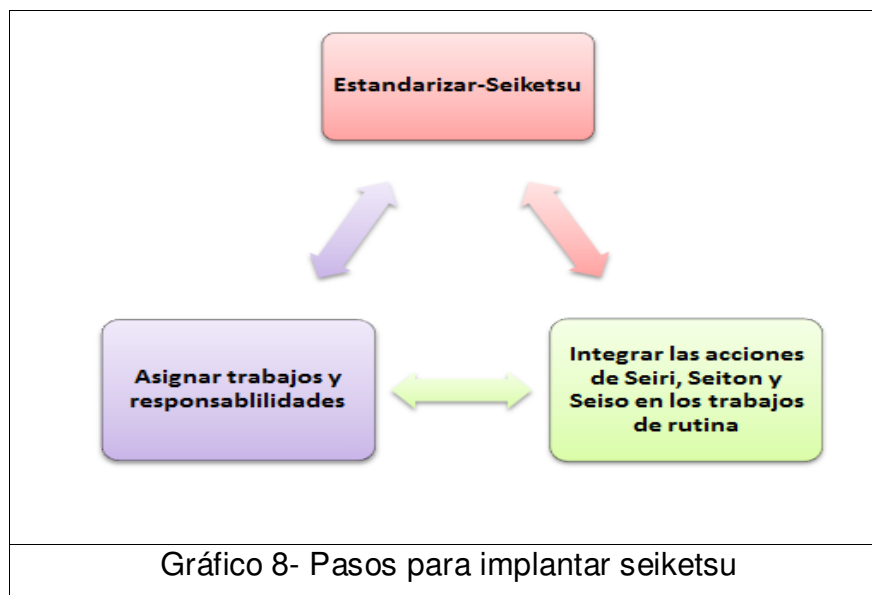 Estandarizar-Seiketsu
Asignar trabajos y
responsablilidades
Integrar las acciones
de Seiri, Seiton y
Seiso en los trabajos
de rutina
Gráfico 8- Pasos para implantar seiketsu